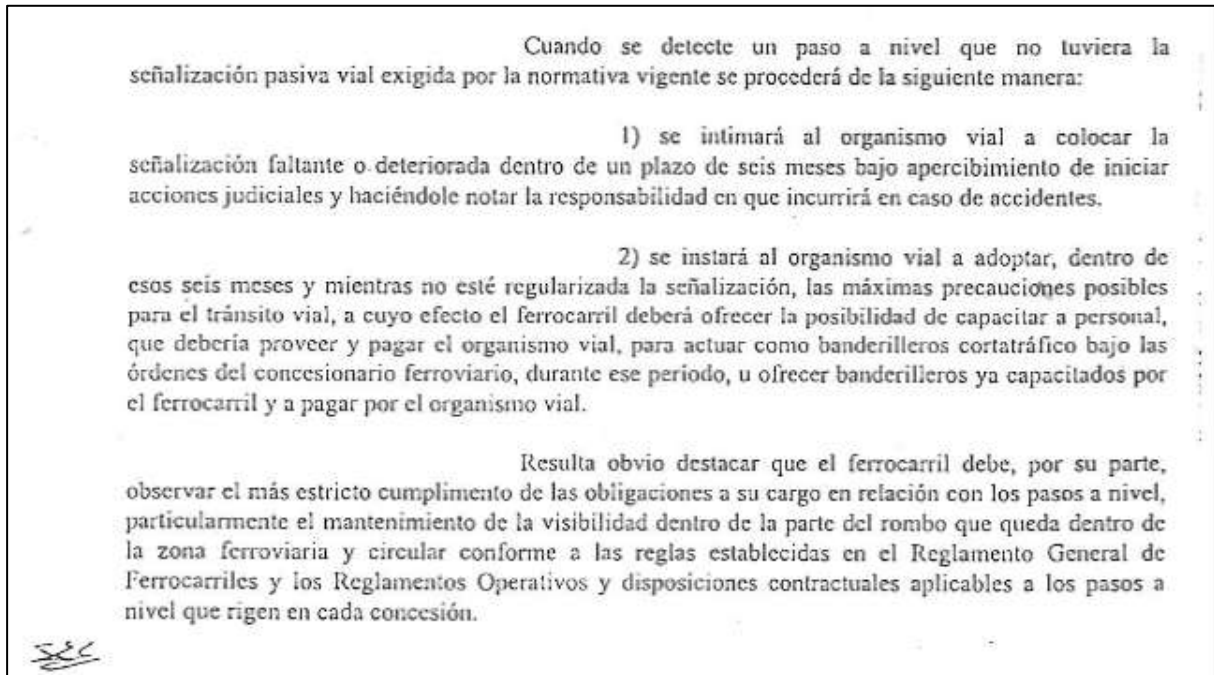 Cuando se detecte un paso a nivel que no tuviera la
señalización pasiva vial exigida por la normativa vigente se procederá de la siguiente manera:
1) se intimará al organismo vial a colocar la
señalización faltante o deteriorada dentro de un plazo de seis meses bajo apercibimiento de iniciar
acciones judiciales y haciéndole notar la responsabilidad en que incurrirá en caso de accidentes.
2) se instará al organismo vial a adoptar, dentro de
esos seis meses y mientras no esté regularizada la señalización, las máximas precauciones posibles
para el tránsito vial, a cuyo efecto el ferrocarril deberá ofrecer la posibilidad de capacitar a personal,
que debería proveer y pagar el organismo vial, para actuar como banderilleros cortatráfico bajo las
órdenes del concesionario ferroviario, durante ese período, u ofrecer banderilleros ya capacitados por
el ferrocarril y a pagar por el organismo vial.
Resulta obvio destacar que el ferrocarril debe, por su parte,
observar el más estricto cumplimento de las obligaciones a su cargo en relación con los pasos a nivel,
particularmente el mantenimiento de la visibilidad dentro de la parte del rombo que queda dentro de
la zona ferroviaria y circular conforme a las reglas establecidas en el Reglamento General de
Ferrocarriles y los Reglamentos Operativos y disposiciones contractuales aplicables a los pasos a
nivel que rigen en cada concesión.